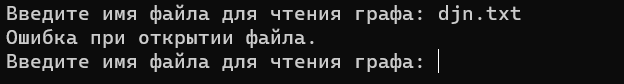 Введите имя файла для чтения графа: djn.txt
Ошибка при открытии файла.
Введите имя файла для чтения графа: